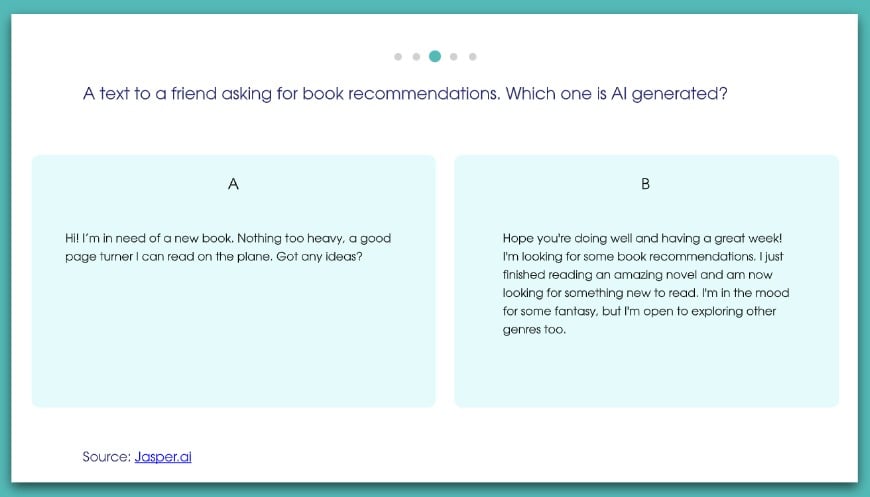 A text to a friend asking for book recommendations. Which one is AI generated?
A
Hi! I'm in need of a new book. Nothing too heavy, a good
page turner I can read on the plane. Got any ideas?
B
Hope you're doing well and having a great week!
I'm looking for some book recommendations. I just
finished reading an amazing novel and am now
looking for something new to read. I'm in the mood
for some fantasy, but I'm open to exploring other
genres too.
Source: Jasper.ai